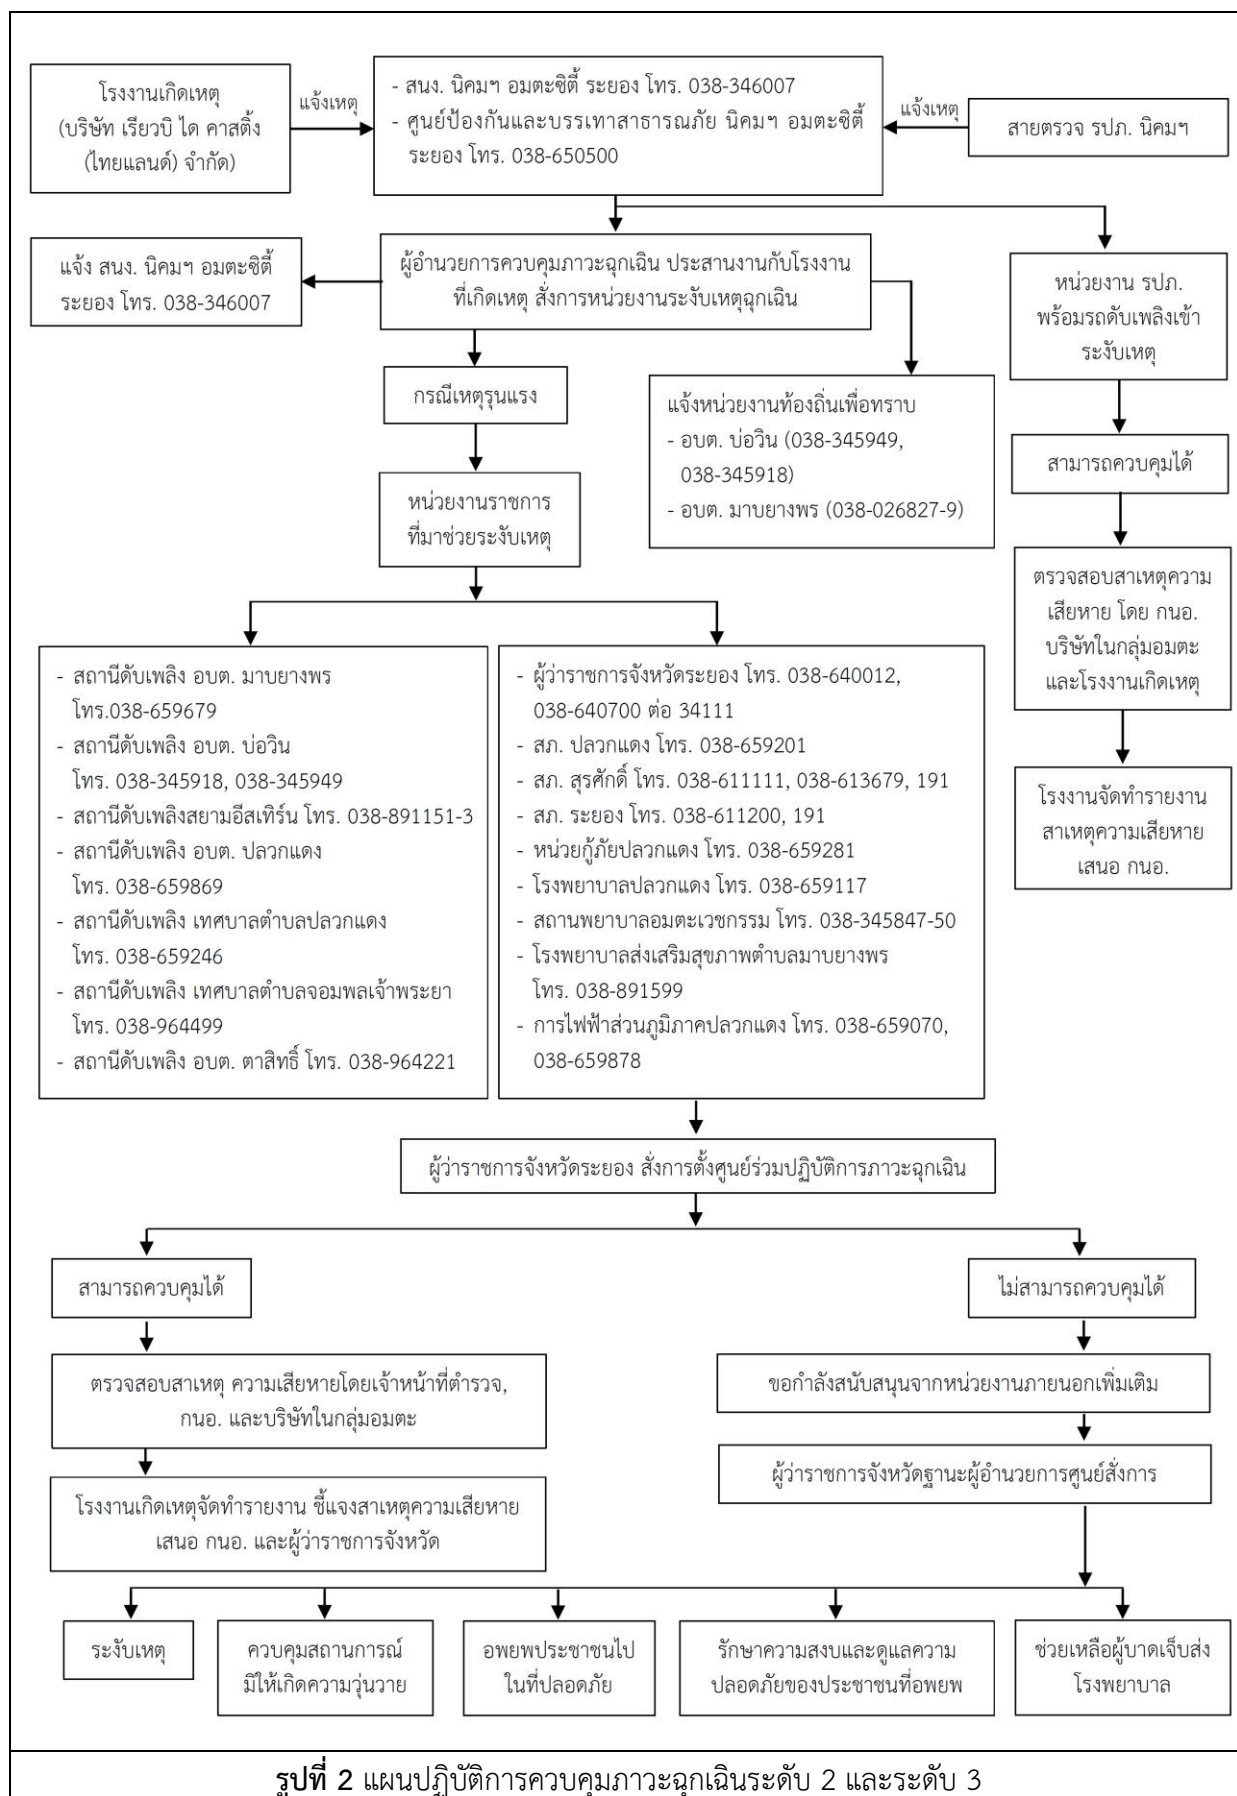 โรงงานเกิดเหตุ
(บริษัท เรียวบิ ได คาสติ้ง
(ไทยแลนด์) จำกัด)
แจ้งเหตุ
- สนง. นิคมฯ อมตะซิตี้ ระยอง โทร. 038-346007
- ศูนย์ป้องกันและบรรเทาสาธารณภัย นิคมฯ อมตะซิตี้
ระยอง โทร. 038-650500
แจ้งเหตุ
สายตรวจ รปภ. นิคมฯ
แจ้ง สนง. นิคมฯ อมตะซิตี้
ระยอง โทร. 038-346007
ผู้อำนวยการควบคุมภาวะฉุกเฉิน ประสานงานกับโรงงาน
ที่เกิดเหตุ สั่งการหน่วยงานระงับเหตุฉุกเฉิน
หน่วยงาน รปภ.
พร้อมรถดับเพลิงเข้า
ระงับเหตุ
กรณีเหตุรุนแรง
แจ้งหน่วยงานท้องถิ่นเพื่อทราบ
- อบต. บ่อวิน (038-345949,
038-345918)
- อบต. มาบยางพร (038-026827-9)
สามารถควบคุมได้
หน่วยงานราชการ
ที่มาช่วยระงับเหตุ
ตรวจสอบสาเหตุความ
เสียหาย โดย กนอ.
บริษัทในกลุ่มอมตะ
และโรงงานเกิดเหตุ
โรงงานจัดทำรายงาน
สาเหตุความเสียหาย
เสนอ กนอ.
- สถานีดับเพลิง อบต. มาบยางพร
โทร.038-659679
- สถานีดับเพลิง อบต. บ่อวิน
โทร. 038-345918, 038-345949
- สถานีดับเพลิงสยามอีสเทิร์น โทร. 038-891151-3
- สถานีดับเพลิง อบต. ปลวกแดง
โทร. 038-659869
- สถานีดับเพลิง เทศบาลตำบลปลวกแดง
โทร. 038-659246
- สถานีดับเพลิง เทศบาลตำบลจอมพลเจ้าพระยา
โทร. 038-964499
- สถานีดับเพลิง อบต. ตาสิทธิ์ โทร. 038-964221
- ผู้ว่าราชการจังหวัดระยอง โทร. 038-640012,
038-640700 ต่อ 34111
- สภ. ปลวกแดง โทร. 038-659201
- สภ. สุรศักดิ์ โทร. 038-611111, 038-613679, 191
- สภ. ระยอง โทร. 038-611200, 191
- หน่วยกู้ภัยปลวกแดง โทร. 038-659281
- โรงพยาบาลปลวกแดง โทร. 038-659117
- สถานพยาบาลอมตะเวชกรรม โทร. 038-345847-50
- โรงพยาบาลส่งเสริมสุขภาพตำบลมาบยางพร
โทร. 038-891599
- การไฟฟ้าส่วนภูมิภาคปลวกแดง โทร. 038-659070,
038-659878
ผู้ว่าราชการจังหวัดระยอง สั่งการตั้งศูนย์ร่วมปฏิบัติการภาวะฉุกเฉิน
สามารถควบคุมได้
ไม่สามารถควบคุมได้
ตรวจสอบสาเหตุ ความเสียหายโดยเจ้าหน้าที่ตำรวจ,
กนอ. และบริษัทในกลุ่มอมตะ
ขอกำลังสนับสนุนจากหน่วยงานภายนอกเพิ่มเติม
โรงงานเกิดเหตุจัดทำรายงาน ชี้แจงสาเหตุความเสียหาย
เสนอ กนอ. และผู้ว่าราชการจังหวัด
ผู้ว่าราชการจังหวัดฐานะผู้อำนวยการศูนย์สั่งการ
ระงับเหตุ
ควบคุมสถานการณ์
มิให้เกิดความวุ่นวาย
อพยพประชาชนไป
ในที่ปลอดภัย
รักษาความสงบและดูแลความ
ปลอดภัยของประชาชนที่อพยพ
ช่วยเหลือผู้บาดเจ็บส่ง
โรงพยาบาล
รูปที่ 2 แผนปฏิบัติการควบคุมภาวะฉุกเฉินระดับ 2 และระดับ 3